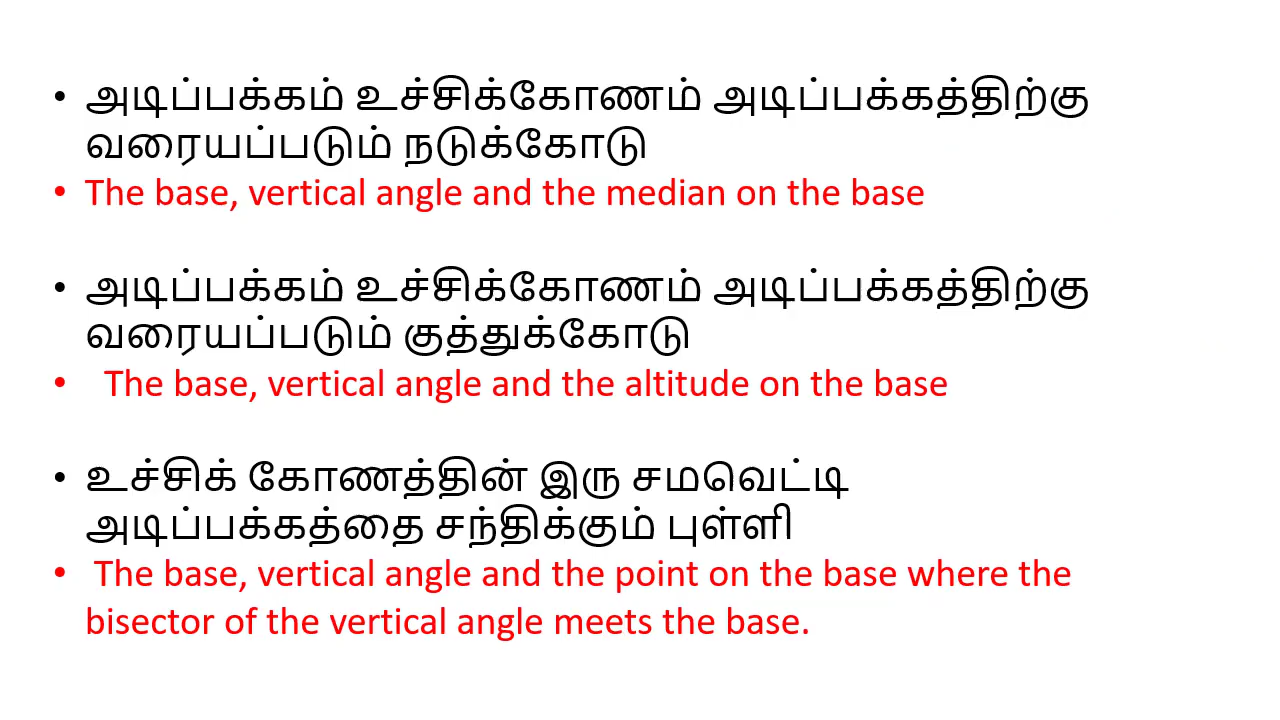 • அடிப்பக்கம் உச்சிக்கோணம் அடிப்பக்கத்திற்கு
வரையப்படும் நடுக்கோடு
• The base, vertical angle and the median on the base
• அடிப்பக்கம் உச்சிக்கோணம் அடிப்பக்கத்திற்கு
வரையப்படும் குத்துக்கோடு
• The base, vertical angle and the altitude on the base
• உச்சிக் கோணத்தின் இரு சமவெட்டி
அடிப்பக்கத்தை சந்திக்கும் புள்ளி
• The base, vertical angle and the point on the base where the
bisector of the vertical angle meets the base.